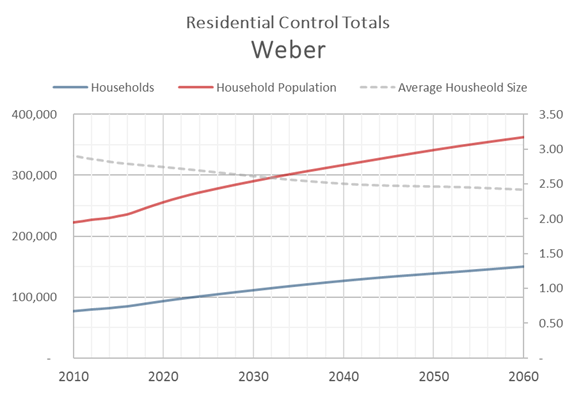 Residential Control Totals
Weber
Households Household Population Average Housheold Size
400,000 3.50
3.00
300,000 2.50
200,000 2.00
1.50
100,000 1.00
0.50
- -
2010 2020 2030 2040 2050 2060